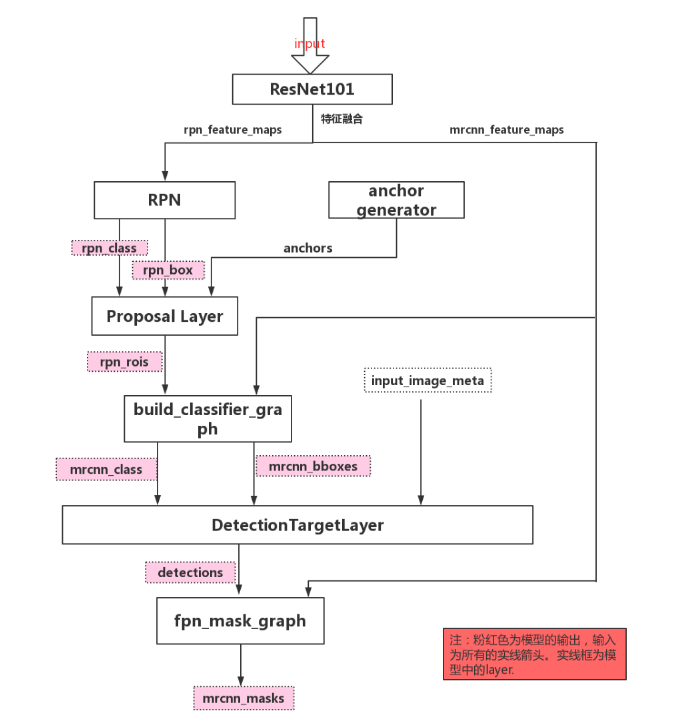 input
ResNet101
特征融合
rpn_feature_maps
mrcnn_feature_maps
RPN
anchor
generator
rpn_class
anchors
rpn_box
Proposal Layer
rpn_rois
input_image_meta
build_classifier_gra
ph
mrcnn_class
mrcnn_bboxes
DetectionTargetLayer
detections
fpn_mask_graph
注：粉红色为模型的输出，输入
为所有的实线箭头。实线框为模
型中的layer.
mrcnn_masks